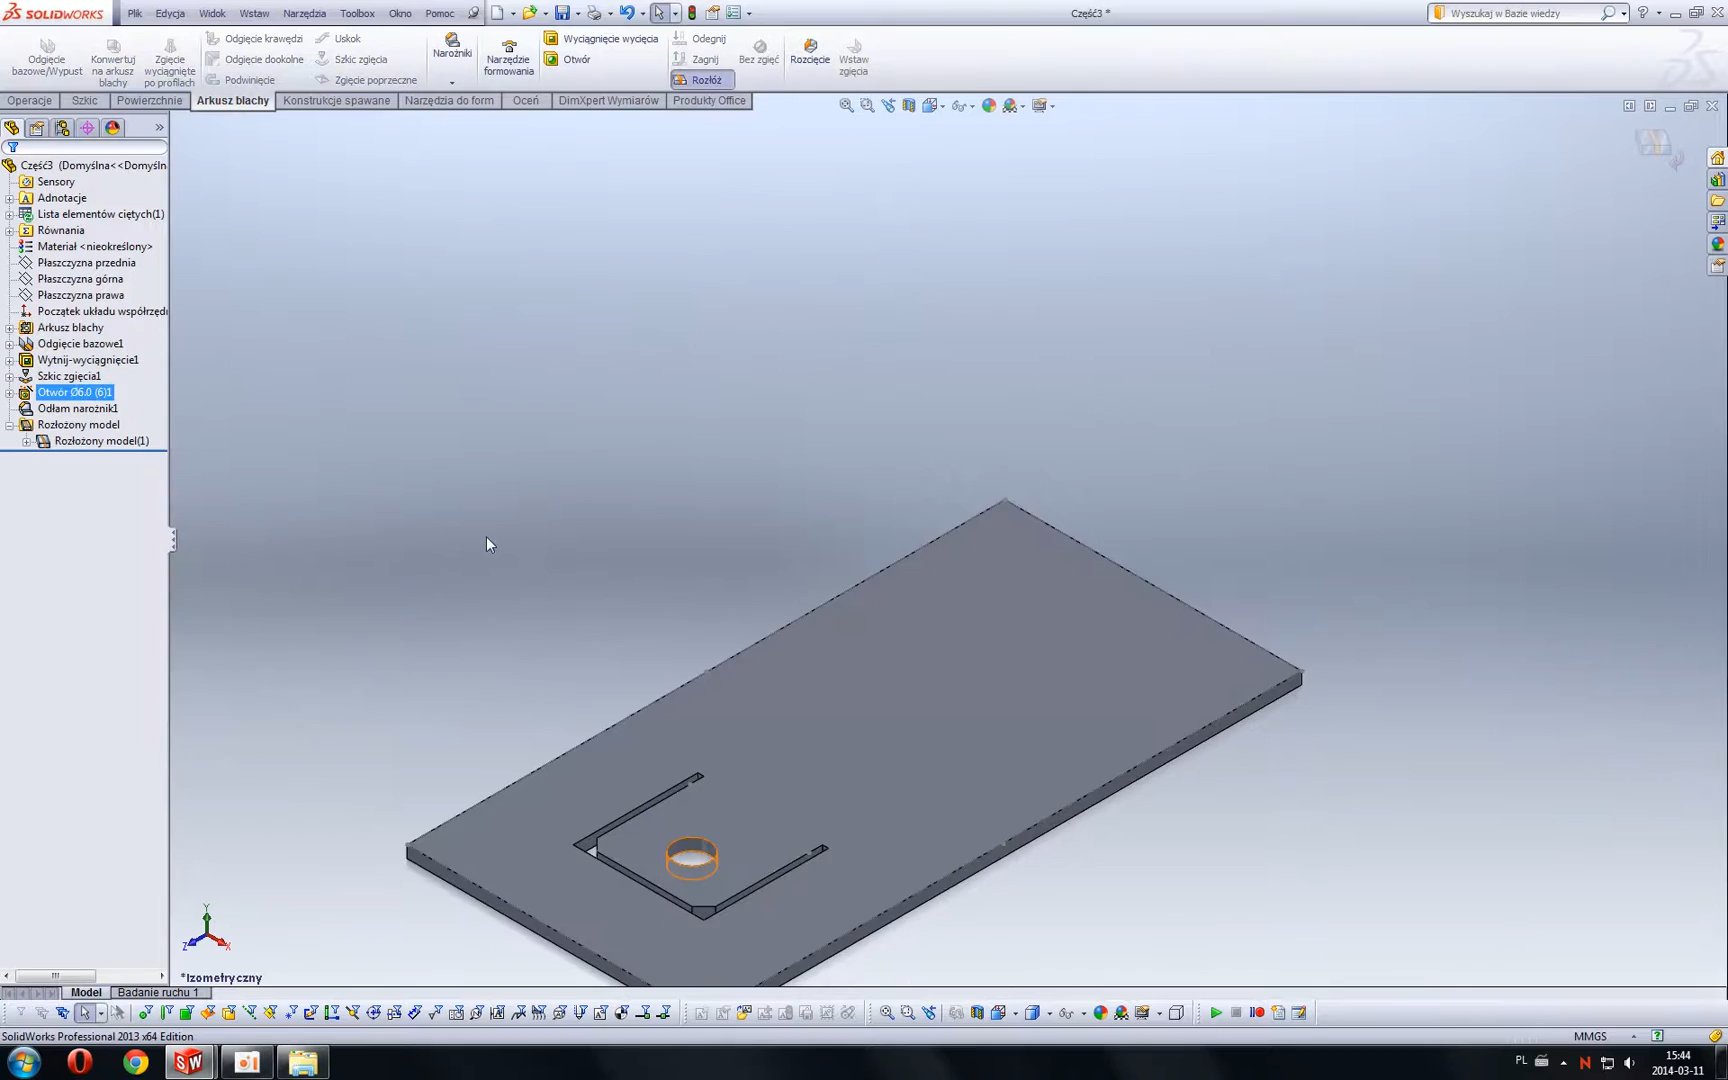 SOLIDWORKS Plik Edycja Widok Wstaw Narzędzia Toolbox Okno Pomoc Część3 * Wyszukaj w Bazie wiedzy
Odgięcie bazowe/Wypust
Konwertuj na arkusz blachy
Zgięcie wyciągnięte po profilach
Odgięcie krawędzi
Odgięcie dookolne
Podwinięcie
Uskok
Szkic zgięcia
Zgięcie poprzeczne
Narożniki
Narzędzie formowania
Wyciągnięcie wycięcia
Otwór
Odegnij
Zagnij
Rozłóż
Bez zgięć
Rozcięcie
Wstaw zgięcia
Operacje Szkic Powierzchnie Arkusz blachy Konstrukcje spawane Narzędzia do form Oceń DimXpert Wymiarów Produkty Office
Część3 (Domyślna<<Domyśln
Sensory
Adnotacje
Lista elementów ciętych(1)
Równania
Materiał <nieokreślony>
Płaszczyzna przednia
Płaszczyzna górna
Płaszczyzna prawa
Początek układu współrzędn
Arkusz blachy
Odgięcie bazowe1
Wytnij-wyciągnięcie1
Szkic zgięcia1
Otwór Ø6.0 (6)1
Odłam narożnik1
Rozłożony model
Rozłożony model(1)
Y
Z X
*Izometryczny
Model Badanie ruchu 1
SolidWorks Professional 2013 x64 Edition MMGS
PL 15:44
2014-03-11